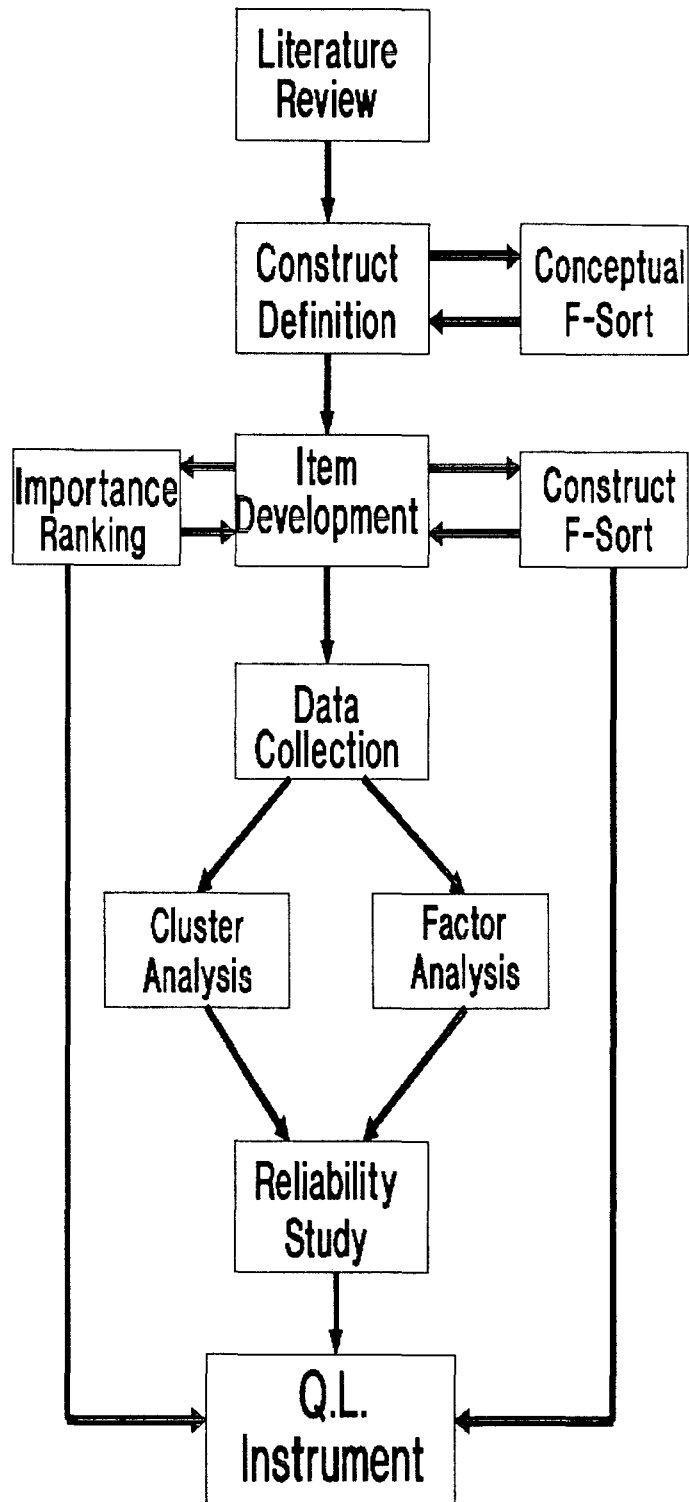 Literature
Review
Construct
Definition
Conceptual
F-Sort
Importance
Ranking
Item
Development
Construct
F-Sort
Data
Collection
Cluster
Analysis
Factor
Analysis
Reliability
Study
Q.L.
Instrument